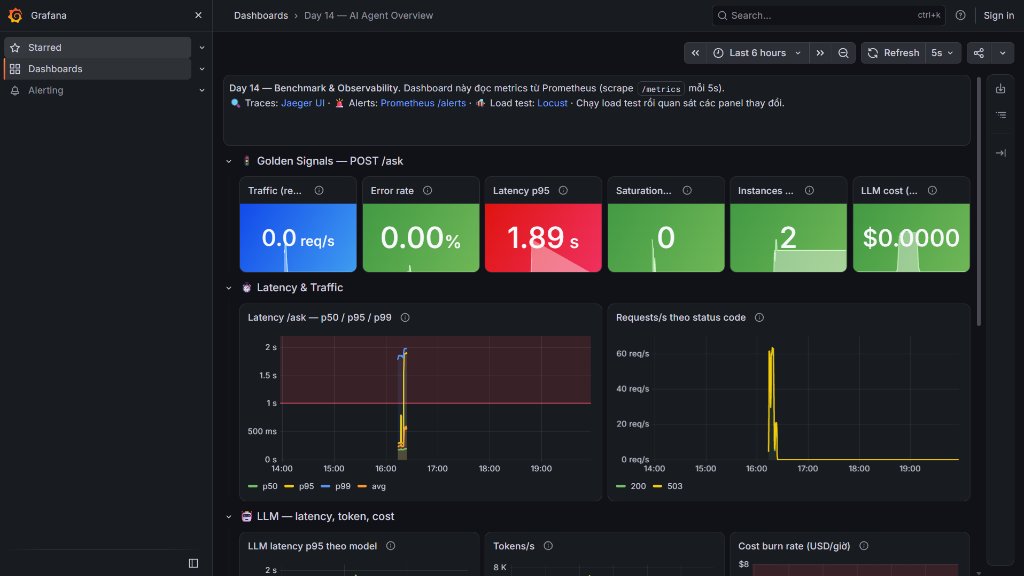 Grafana
Dashboards › Day 14 — AI Agent Overview
Search...
ctrl+k
Sign in
Starred
Dashboards
Alerting
Last 6 hours
Refresh
5s
Day 14 — Benchmark & Observability. Dashboard này đọc metrics từ Prometheus (scrape /metrics mỗi 5s).
Traces: Jaeger UI · Alerts: Prometheus /alerts · Load test: Locust · Chạy load test rồi quan sát các panel thay đổi.
Golden Signals — POST /ask
Traffic (re...
Error rate
Latency p95
Saturation...
Instances ...
LLM cost (...
0.0 req/s
0.00%
1.89 s
0
2
$0.0000
Latency & Traffic
Latency /ask — p50 / p95 / p99
2 s
1.5 s
1 s
500 ms
0 s
14:00 15:00 16:00 17:00 18:00 19:00
p50 p95 p99 avg
Requests/s theo status code
60 req/s
40 req/s
20 req/s
0 req/s
14:00 15:00 16:00 17:00 18:00 19:00
200 503
LLM — latency, token, cost
LLM latency p95 theo model
2 s
Tokens/s
8 K
Cost burn rate (USD/giờ)
$8